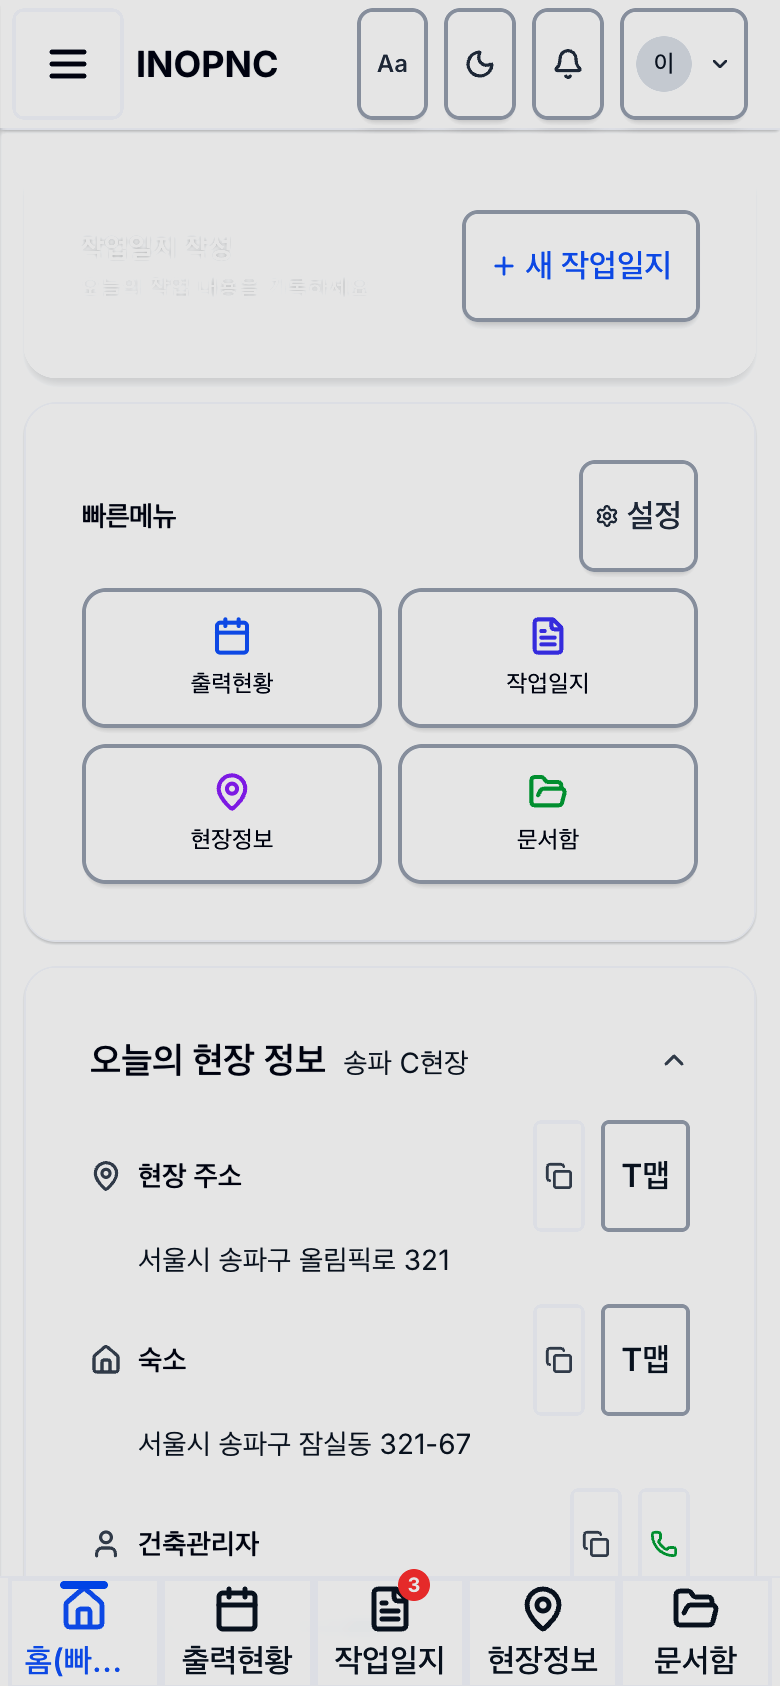 INOPNC
Aa
이
작업일지 작성
오늘의 작업 내용을 기록하세요
+ 새 작업일지
빠른메뉴
설정
출력현황
작업일지
현장정보
문서함
오늘의 현장 정보 송파 C현장
현장 주소
T맵
서울시 송파구 올림픽로 321
숙소
T맵
서울시 송파구 잠실동 321-67
건축관리자
3
홈(빠...
출력현황
작업일지
현장정보
문서함